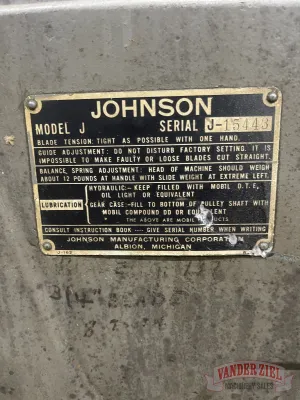 JOHNSON
MODEL J SERIAL J-15443
BLADE TENSION: TIGHT AS POSSIBLE WITH ONE HAND.
GUIDE ADJUSTMENT: DO NOT DISTURB FACTORY SETTING. IT IS
IMPOSSIBLE TO MAKE FAULTY OR LOOSE BLADES CUT STRAIGHT.
BALANCE, SPRING ADJUSTMENT: HEAD OF MACHINE SHOULD WEIGH
ABOUT 12 POUNDS AT HANDLE WITH SLIDE WEIGHT AT EXTREME LEFT.
LUBRICATION
HYDRAULIC:- KEEP FILLED WITH MOBIL D.T.E.
OIL LIGHT OR EQUIVALENT
GEAR CASE-FILL TO BOTTOM OF PULLEY SHAFT WITH
MOBIL COMPOUND DD OR EQUIVALENT
* THE ABOVE ARE MOBIL PRODUCTS
CONSULT INSTRUCTION BOOK --- GIVE SERIAL NUMBER WHEN WRITING
JOHNSON MANUFACTURING CORPORATION
ALBION, MICHIGAN
VANDER ZIEL
MACHINERY SALES